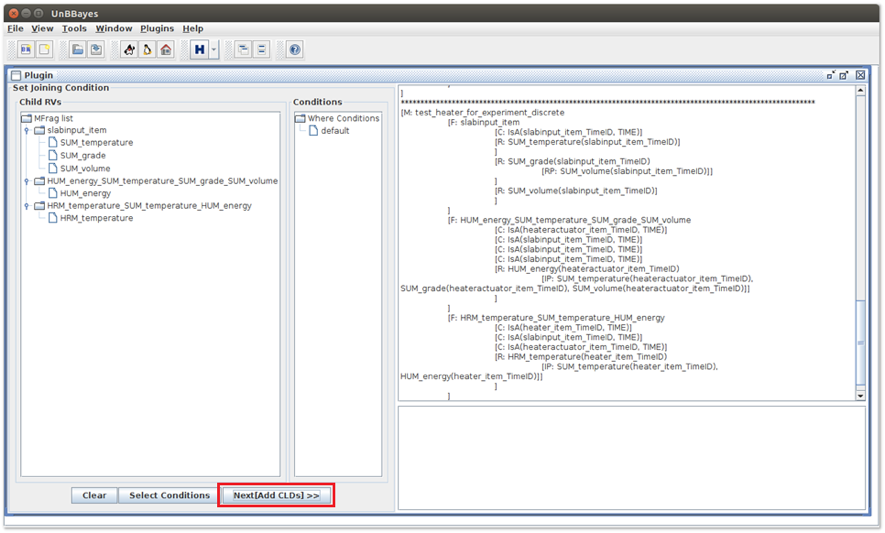 UnBBayes
File View Tools Window Plugins Help
Plugin
Set Joining Condition
Child RVs
MFrag list
slabinput_item
SUM_temperature
SUM_grade
SUM_volume
HUM_energy_SUM_temperature_SUM_grade_SUM_volume
HUM_energy
HRM_temperature_SUM_temperature_HUM_energy
HRM_temperature
Conditions
Where Conditions
default
Clear
Select Conditions
Next[Add CLDs] >>
]
[M: test_heater_for_experiment_discrete
[F: slabinput_item
[C: IsA(slabinput_item_TimeID, TIME)]
[R: SUM_temperature(slabinput_item_TimeID)]
]
[R: SUM_grade(slabinput_item_TimeID)
[RP: SUM_volume(slabinput_item_TimeID)]]
]
[R: SUM_volume(slabinput_item_TimeID)]
]
]
[F: HUM_energy_SUM_temperature_SUM_grade_SUM_volume
[C: IsA(heateractuator_item_TimeID, TIME)]
[C: IsA(slabinput_item_TimeID, TIME)]
[C: IsA(slabinput_item_TimeID, TIME)]
[C: IsA(slabinput_item_TimeID, TIME)]
[R: HUM_energy(heateractuator_item_TimeID)
[IP: SUM_temperature(heateractuator_item_TimeID),
SUM_grade(heateractuator_item_TimeID), SUM_volume(heateractuator_item_TimeID)]]
]
]
[F: HRM_temperature_SUM_temperature_HUM_energy
[C: IsA(heater_item_TimeID, TIME)]
[C: IsA(slabinput_item_TimeID, TIME)]
[C: IsA(heateractuator_item_TimeID, TIME)]
[R: HRM_temperature(heater_item_TimeID)
[IP: SUM_temperature(heater_item_TimeID),
HUM_energy(heater_item_TimeID)]]
]
]